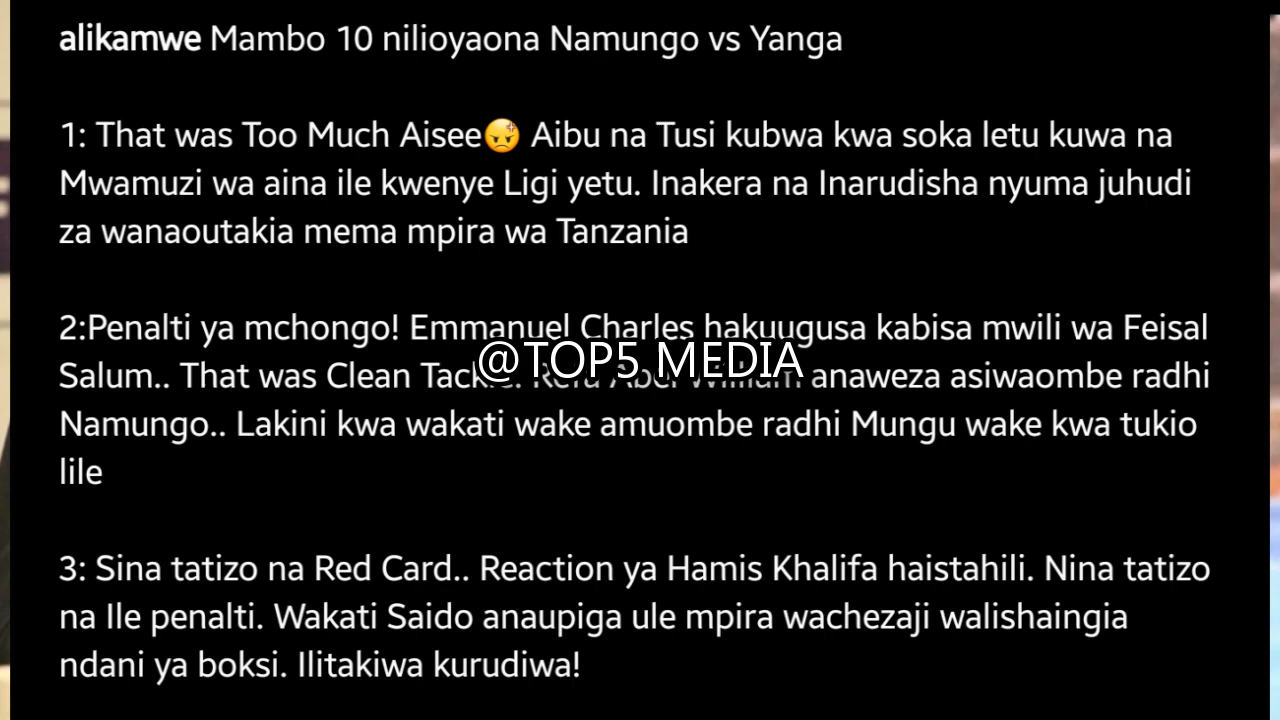 alikamwe Mambo 10 nilioyaona Namungo vs Yanga
1: That was Too Much Aisee😡 Aibu na Tusi kubwa kwa soka letu kuwa na
Mwamuzi wa aina ile kwenye Ligi yetu. Inakera na Inarudisha nyuma juhudi
za wanaoutakia mema mpira wa Tanzania
2:Penalti ya mchongo! Emmanuel Charles hakuugusa kabisa mwili wa Feisal
@TOP5 MEDIA
Salum.. That was Clean anaweza asiwaombe radhi
Namungo.. Lakini kwa wakati wake amuombe radhi Mungu wake kwa tukio
lile
3: Sina tatizo na Red Card.. Reaction ya Hamis Khalifa haistahili. Nina tatizo
na Ile penalti. Wakati Saido anaupiga ule mpira wachezaji walishaingia
ndani ya boksi. Ilitakiwa kurudiwa!